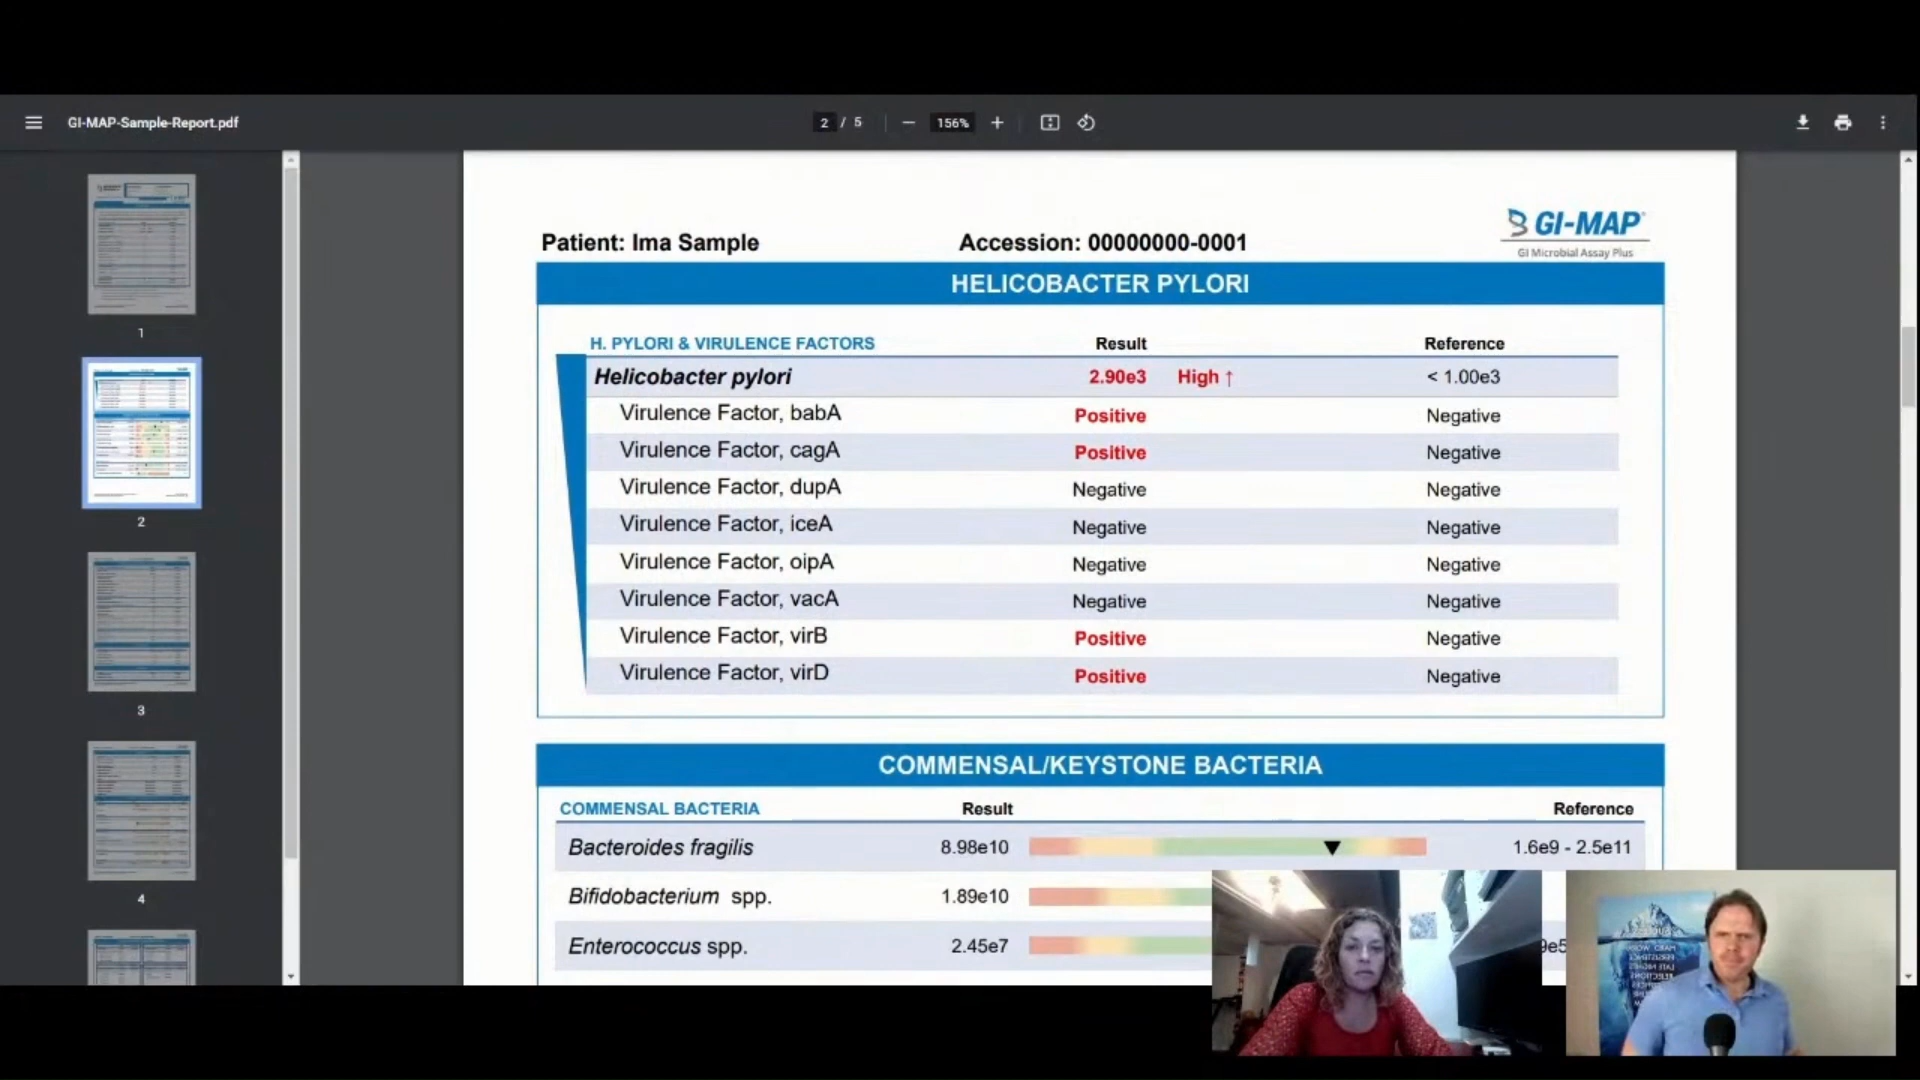 GI-MAP-Sample-Report.pdf
2 / 5
156%
1
2
3
4
GI-MAP
GI Microbial Assay Plus
Patient: Ima Sample Accession: 00000000-0001
HELICOBACTER PYLORI
H. PYLORI & VIRULENCE FACTORS Result Reference
Helicobacter pylori 2.90e3 High ↑ < 1.00e3
Virulence Factor, babA Positive Negative
Virulence Factor, cagA Positive Negative
Virulence Factor, dupA Negative Negative
Virulence Factor, iceA Negative Negative
Virulence Factor, oipA Negative Negative
Virulence Factor, vacA Negative Negative
Virulence Factor, virB Positive Negative
Virulence Factor, virD Positive Negative
COMMENSAL/KEYSTONE BACTERIA
COMMENSAL BACTERIA Result Reference
Bacteroides fragilis 8.98e10 1.6e9 - 2.5e11
Bifidobacterium spp. 1.89e10
Enterococcus spp. 2.45e7